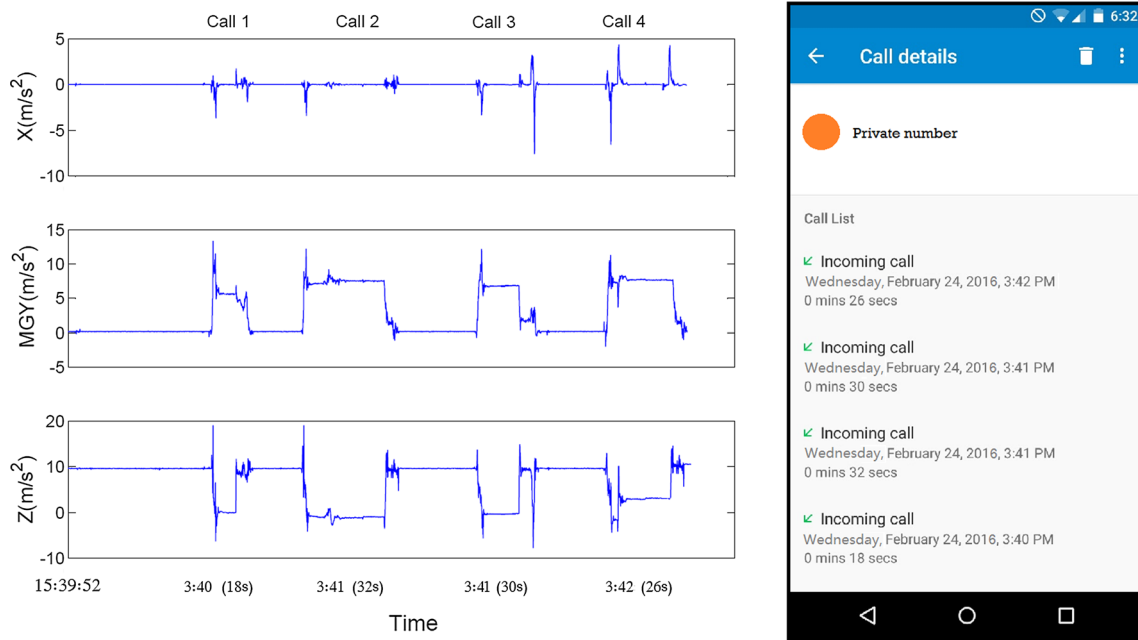 Call 1 Call 2 Call 3 Call 4
5
0
-5
-10
X(m/s²)
15
10
5
0
-5
MGY(m/s²)
20
10
0
-10
Z(m/s²)
15:39:52 3:40 (18s) 3:41 (32s) 3:41 (30s) 3:42 (26s)
Time
6:32
Call details
Private number
Call List
Incoming call
Wednesday, February 24, 2016, 3:42 PM
0 mins 26 secs
Incoming call
Wednesday, February 24, 2016, 3:41 PM
0 mins 30 secs
Incoming call
Wednesday, February 24, 2016, 3:41 PM
0 mins 32 secs
Incoming call
Wednesday, February 24, 2016, 3:40 PM
0 mins 18 secs